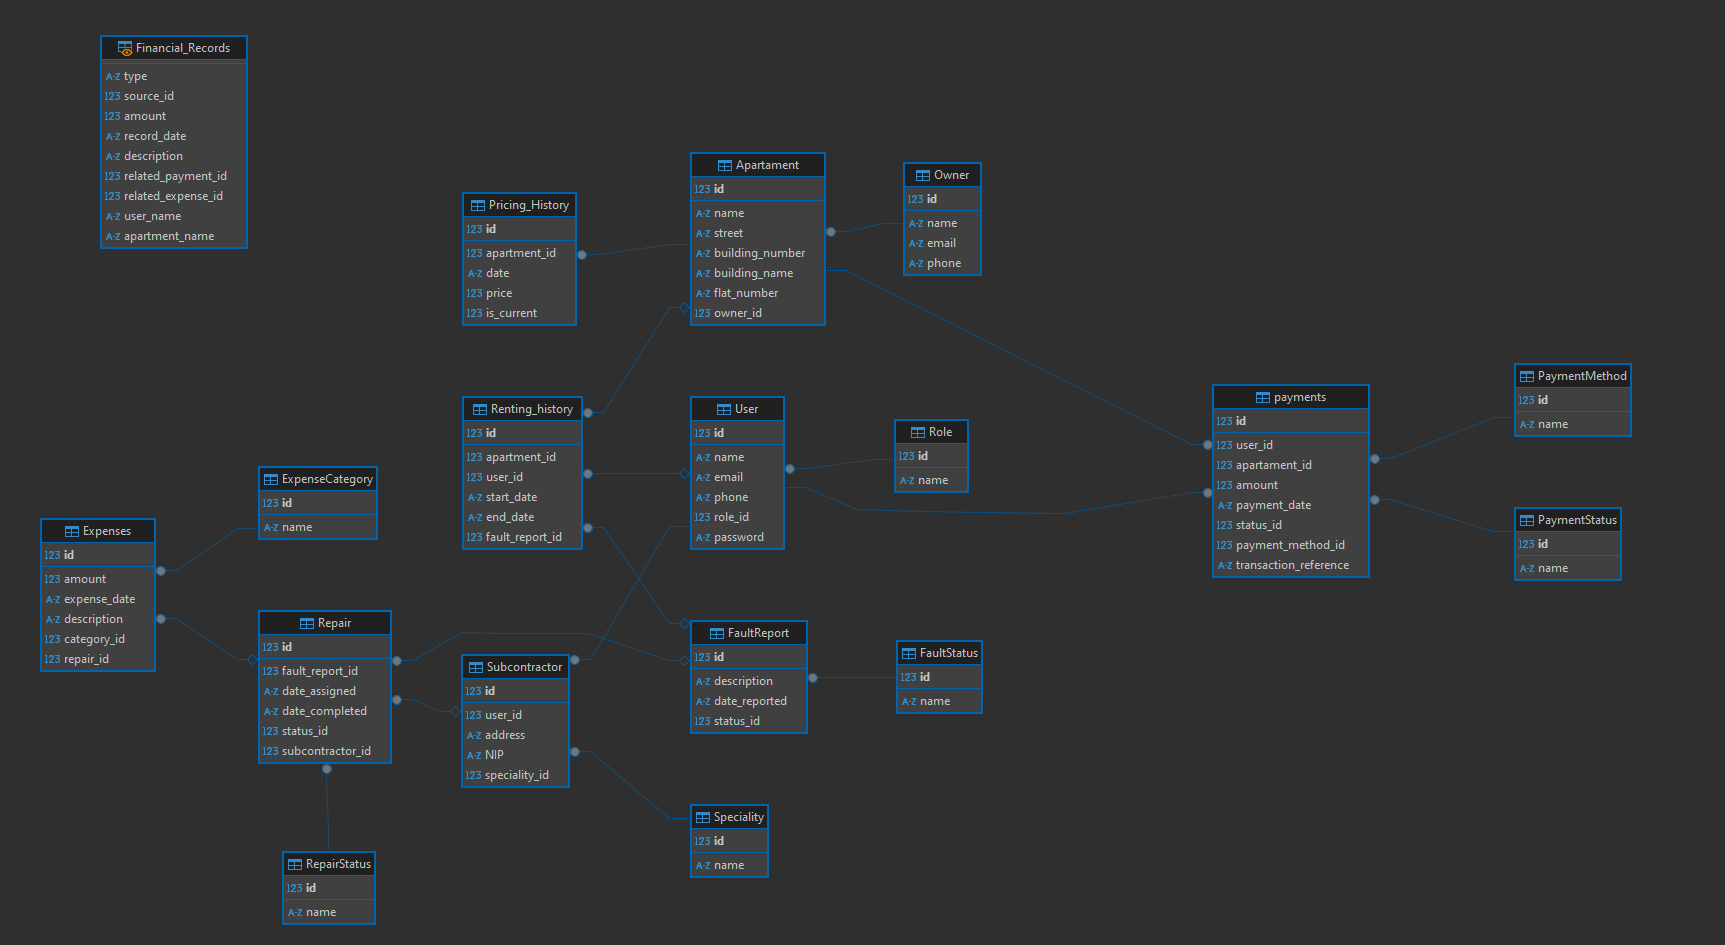 Financial_Records
A-Z type
123 source_id
123 amount
A-Z record_date
A-Z description
123 related_payment_id
123 related_expense_id
A-Z user_name
A-Z apartment_name
Pricing_History
123 id
123 apartment_id
A-Z date
123 price
123 is_current
Apartament
123 id
A-Z name
A-Z street
A-Z building_number
A-Z building_name
A-Z flat_number
123 owner_id
Owner
123 id
A-Z name
A-Z email
A-Z phone
Renting_history
123 id
123 apartment_id
123 user_id
A-Z start_date
A-Z end_date
123 fault_report_id
User
123 id
A-Z name
A-Z email
A-Z phone
123 role_id
A-Z password
Role
123 id
A-Z name
payments
123 id
123 user_id
123 apartament_id
123 amount
A-Z payment_date
123 status_id
123 payment_method_id
A-Z transaction_reference
PaymentMethod
123 id
A-Z name
PaymentStatus
123 id
A-Z name
ExpenseCategory
123 id
A-Z name
Expenses
123 id
123 amount
A-Z expense_date
A-Z description
123 category_id
123 repair_id
Repair
123 id
123 fault_report_id
A-Z date_assigned
A-Z date_completed
123 status_id
123 subcontractor_id
Subcontractor
123 id
123 user_id
A-Z address
A-Z NIP
123 speciality_id
FaultReport
123 id
A-Z description
A-Z date_reported
123 status_id
FaultStatus
123 id
A-Z name
Speciality
123 id
A-Z name
RepairStatus
123 id
A-Z name